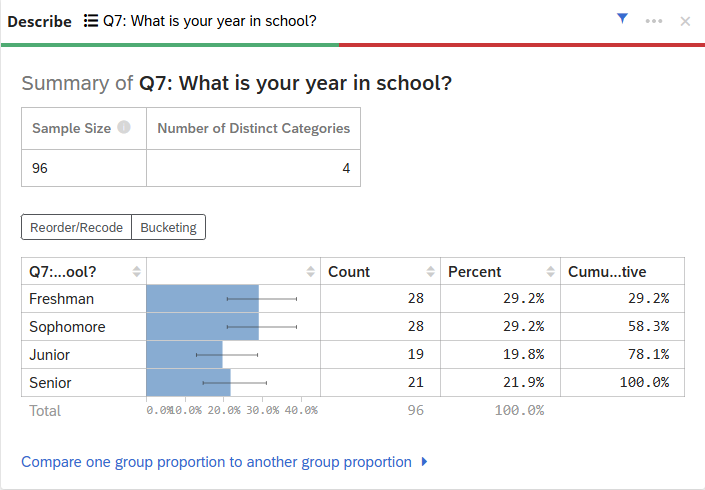 Describe Q7: What is your year in school?
Summary of Q7: What is your year in school?
Sample Size Number of Distinct Categories
96 4
Reorder/Recode Bucketing
Q7:...ool? Count Percent Cumu...tive
Freshman 28 29.2% 29.2%
Sophomore 28 29.2% 58.3%
Junior 19 19.8% 78.1%
Senior 21 21.9% 100.0%
Total 0.0% 10.0% 20.0% 30.0% 40.0% 96 100.0%
Compare one group proportion to another group proportion